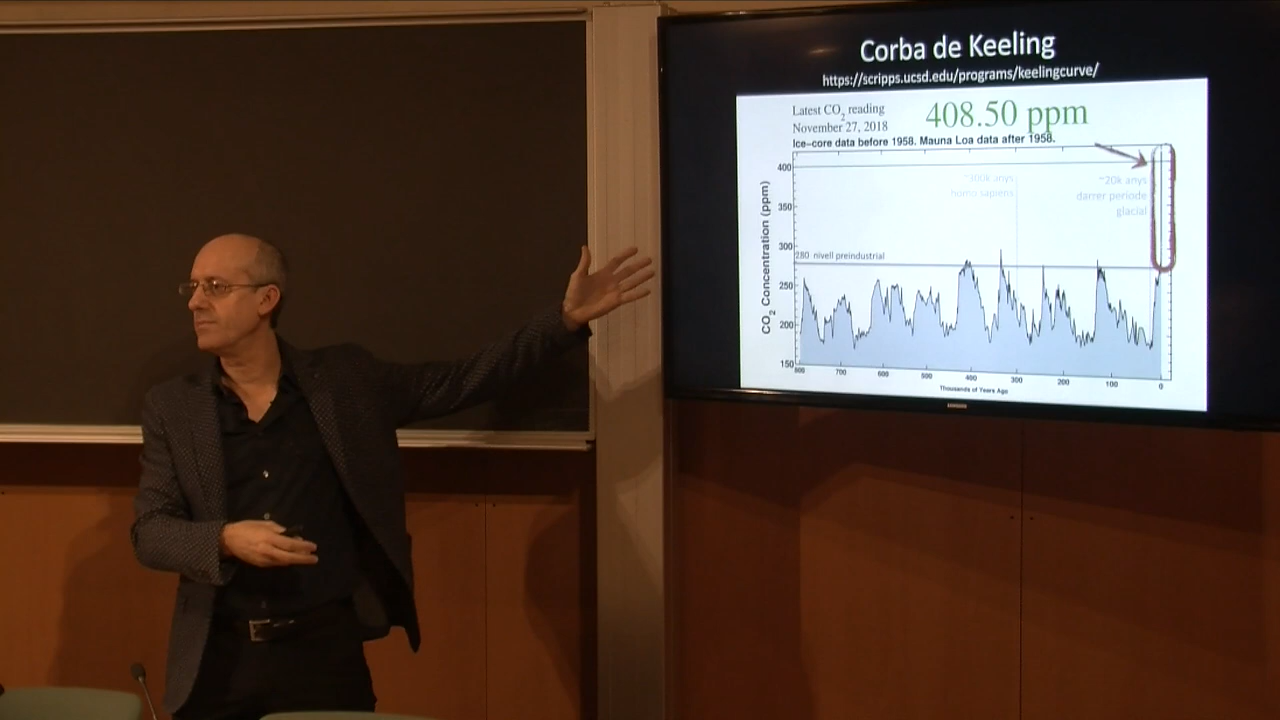 Corba de Keeling
https://scripps.ucsd.edu/programs/keelingcurve/
Latest CO2 reading
November 27, 2018
408.50 ppm
Ice-core data before 1958. Mauna Loa data after 1958.
CO2 Concentration (ppm)
400
350
300
250
200
150
~300k anys
homo sapiens
~20k anys
darrer periode
glacial
280 nivell preindustrial
800
700
600
500
400
300
200
100
0
Thousands of Years Ago